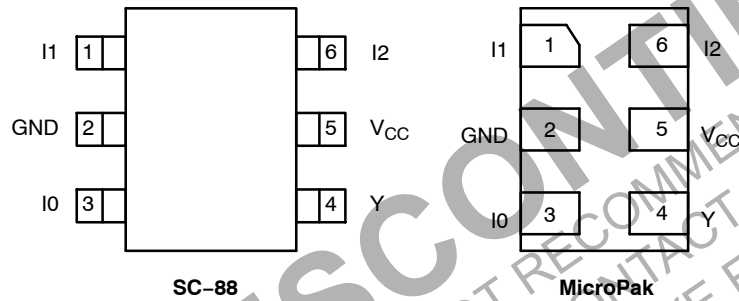 I1 1 6 I2
GND 2 5 VCC
I0 3 4 Y
SC–88
I1 1 6 I2
GND 2 5 VCC
I0 3 4 Y
MicroPak